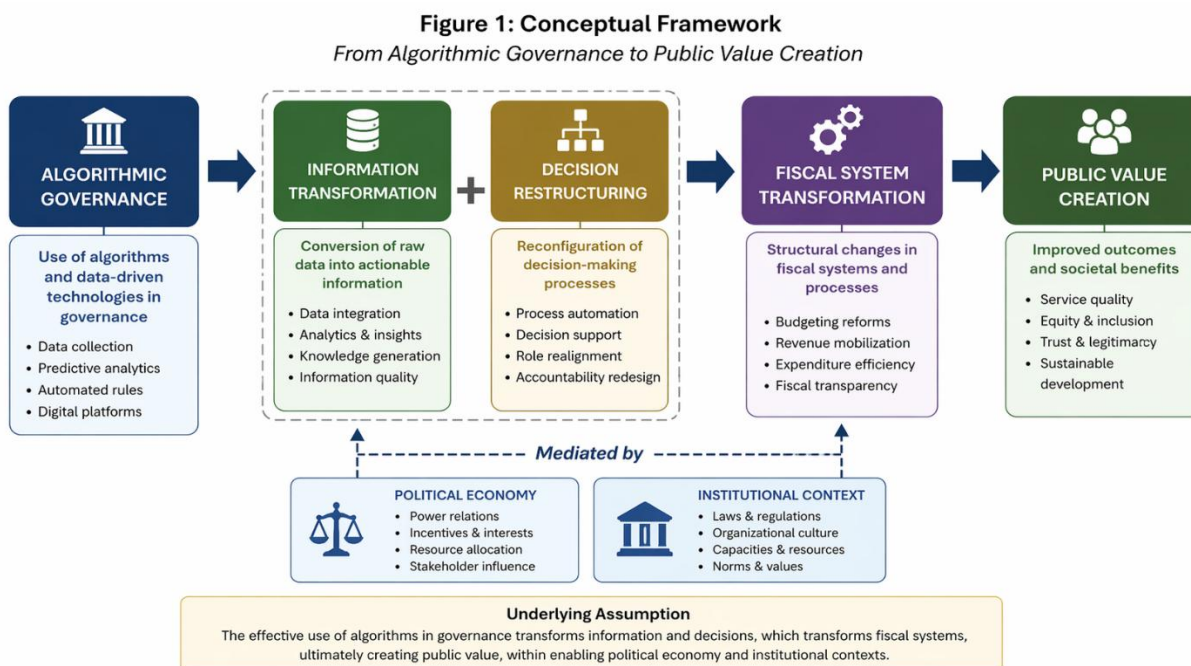 Figure 1: Conceptual Framework
From Algorithmic Governance to Public Value Creation
ALGORITHMIC
GOVERNANCE
Use of algorithms
and data-driven
technologies in
governance
• Data collection
• Predictive analytics
• Automated rules
• Digital platforms
INFORMATION
TRANSFORMATION
Conversion of raw
data into actionable
information
• Data integration
• Analytics & insights
• Knowledge generation
• Information quality
+
DECISION
RESTRUCTURING
Reconfiguration of
decision-making
processes
• Process automation
• Decision support
• Role realignment
• Accountability redesign
FISCAL SYSTEM
TRANSFORMATION
Structural changes in
fiscal systems and
processes
• Budgeting reforms
• Revenue mobilization
• Expenditure efficiency
• Fiscal transparency
PUBLIC VALUE
CREATION
Improved outcomes
and societal benefits
• Service quality
• Equity & inclusion
• Trust & legitimacy
• Sustainable
development
Mediated by
POLITICAL ECONOMY
• Power relations
• Incentives & interests
• Resource allocation
• Stakeholder influence
INSTITUTIONAL CONTEXT
• Laws & regulations
• Organizational culture
• Capacities & resources
• Norms & values
Underlying Assumption
The effective use of algorithms in governance transforms information and decisions, which transforms fiscal systems,
ultimately creating public value, within enabling political economy and institutional contexts.